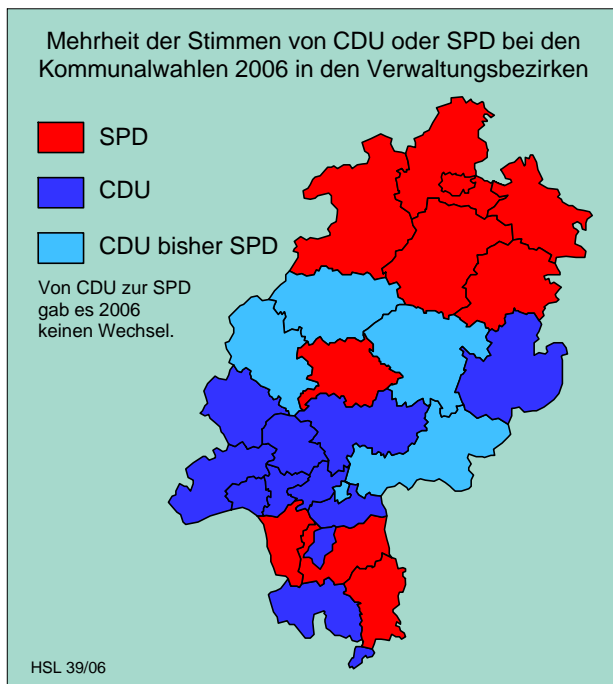 Mehrheit der Stimmen von CDU oder SPD bei den
Kommunalwahlen 2006 in den Verwaltungsbezirken
SPD
CDU
CDU bisher SPD
Von CDU zur SPD
gab es 2006
keinen Wechsel.
HSL 39/06